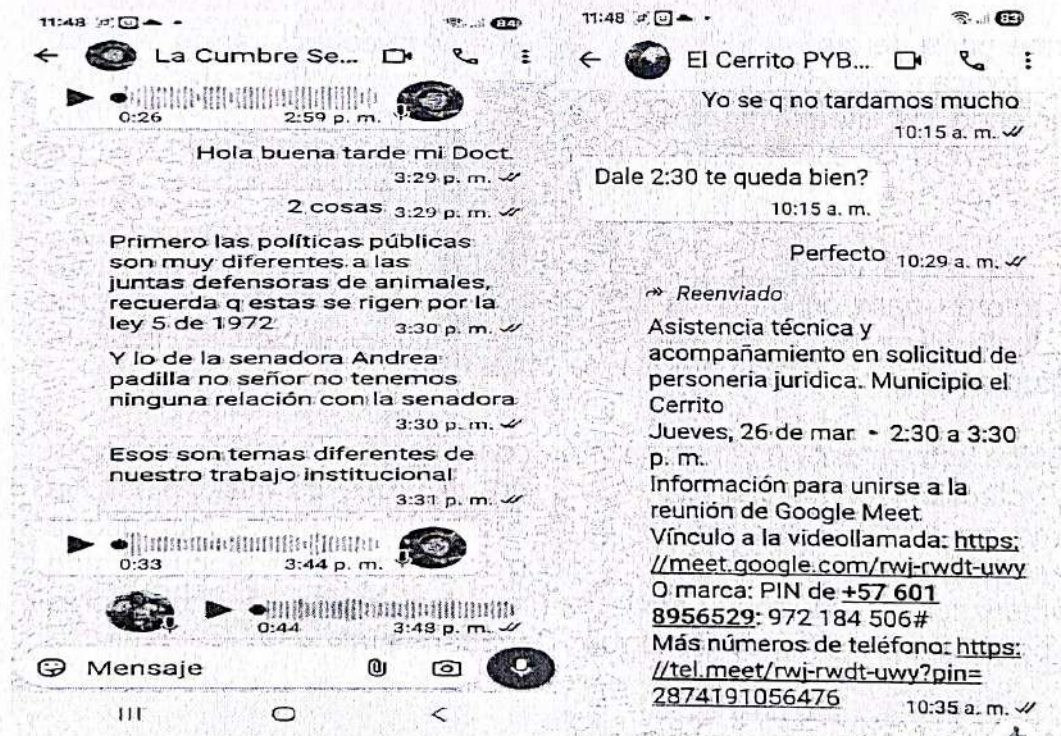 11:48
84
La Cumbre Se...
0:26 2:59 p. m.
Hola buena tarde mi Doct.
3:29 p. m.
2 cosas 3:29 p. m.
Primero las políticas públicas
son muy diferentes a las
juntas defensoras de animales,
recuerda q estas se rigen por la
ley 5 de 1972 3:30 p. m.
Y lo de la senadora Andrea
padilla no señor no tenemos
ninguna relación con la senadora
3:30 p. m.
Esos son temas diferentes de
nuestro trabajo institucional
3:31 p. m.
0:33 3:44 p. m.
0:44 3:48 p. m.
Mensaje
11:48
83
El Cerrito PYB...
Yo se q no tardamos mucho
10:15 a. m.
Dale 2:30 te queda bien?
10:15 a. m.
Perfecto 10:29 a. m.
Reenviado
Asistencia técnica y
acompañamiento en solicitud de
personeria juridica. Municipio el
Cerrito
Jueves, 26 de mar. • 2:30 a 3:30
p. m.
Información para unirse a la
reunión de Google Meet.
Vínculo a la videollamada: https:
//meet.google.com/rwj-rwdt-uwy
O marca: PIN de +57 601
8956529: 972 184 506#
Más números de teléfono: https:
//tel.meet/rwj-rwdt-uwy?pin=
2874191056476
10:35 a. m.